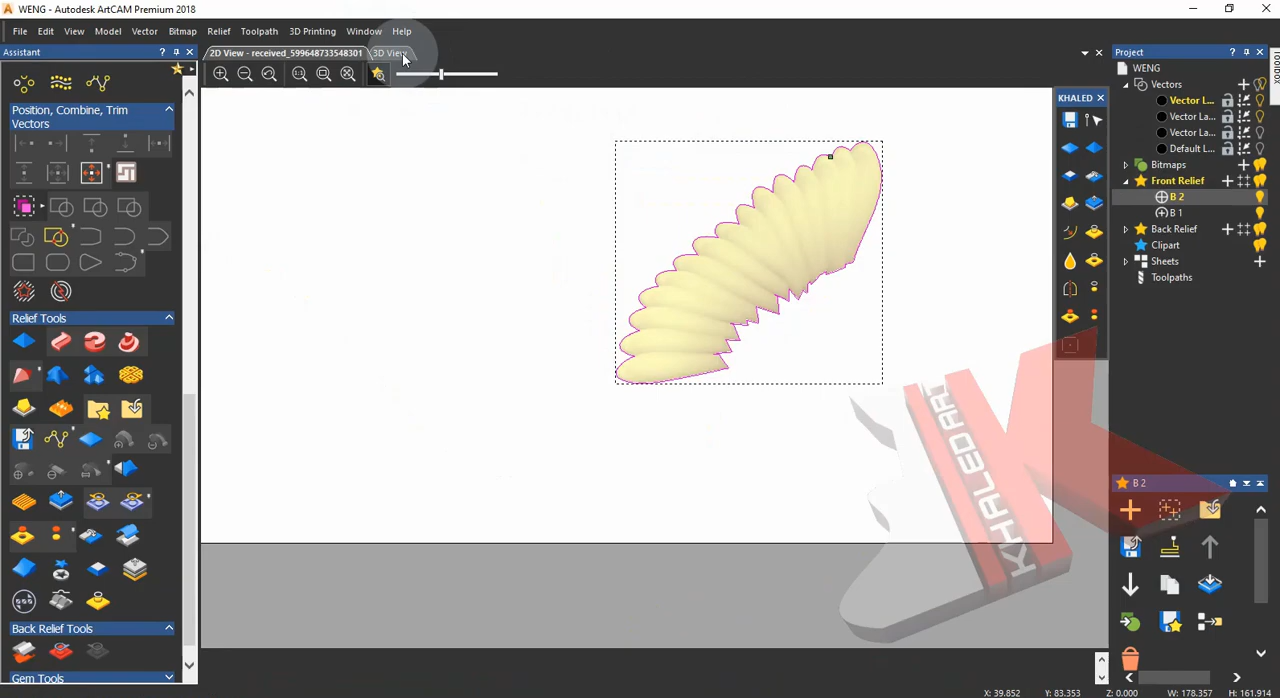 WENG - Autodesk ArtCAM Premium 2018
File Edit View Model Vector Bitmap Relief Toolpath 3D Printing Window Help
Assistant
2D View - received_599648733548301
3D View
Position, Combine, Trim
Vectors
Relief Tools
Back Relief Tools
Gem Tools
KHALED
Project
Toolbox
WENG
Vectors
Vector L...
Vector La...
Vector La...
Default L...
Bitmaps
Front Relief
B 2
B 1
Back Relief
Clipart
Sheets
Toolpaths
B 2
KHALED ART
X: 39.852 Y: 83.353 Z: 0.000 W: 178.357 H: 161.914